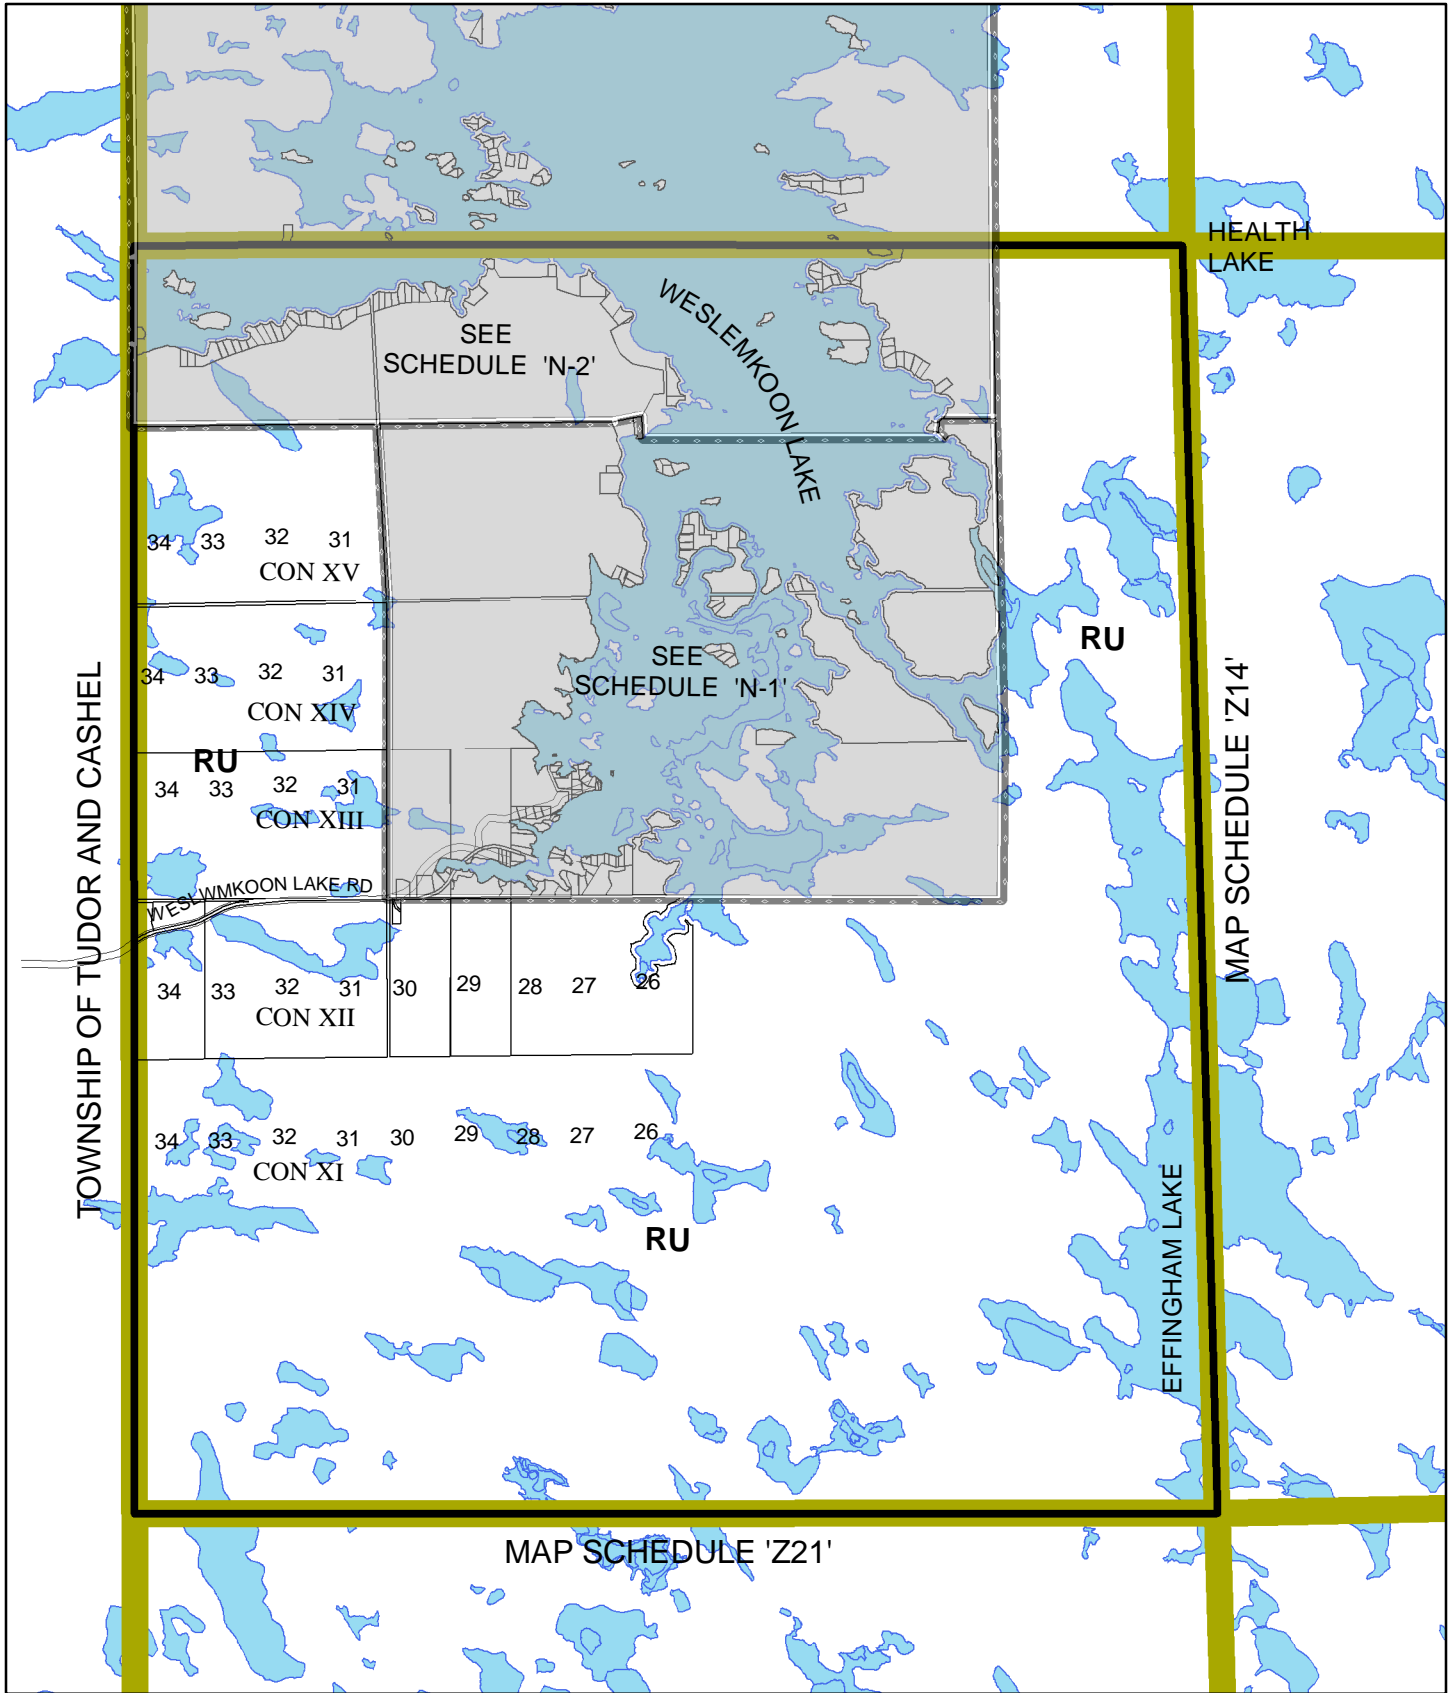 HEALTH
LAKE
WESLEMKOON LAKE
SEE
SCHEDULE 'N-2'
34 33 32 31
CON XV
RU
SEE
SCHEDULE 'N-1'
34 33 32 31
CON XIV
RU
34 33 32 31
CON XIII
TOWNSHIP OF TUDOR AND CASHEL
MAP SCHEDULE 'Z14'
WESLWMKOON LAKE RD
34 33 32 31 30 29 28 27 26
CON XII
34 33 32 31 30 29 28 27 26
CON XI
RU
EFFINGHAM LAKE
MAP SCHEDULE 'Z21'